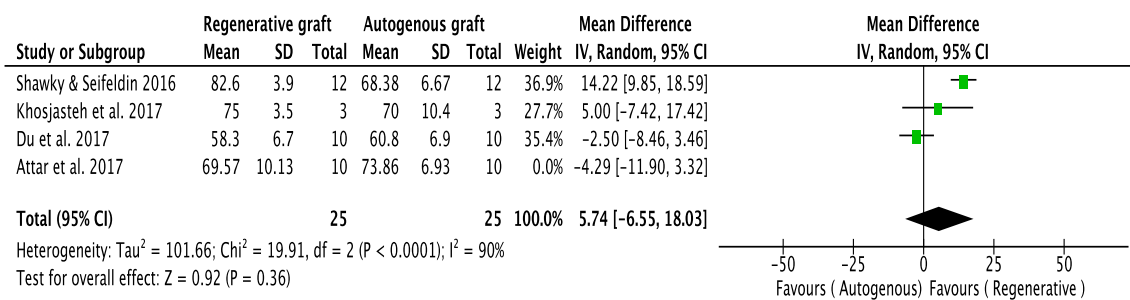 Regenerative graft Autogenous graft Mean Difference Mean Difference
Study or Subgroup Mean SD Total Mean SD Total Weight IV, Random, 95% CI IV, Random, 95% CI
Shawky & Seifeldin 2016 82.6 3.9 12 68.38 6.67 12 36.9% 14.22 [9.85, 18.59]
Khosjasteh et al. 2017 75 3.5 3 70 10.4 3 27.7% 5.00 [−7.42, 17.42]
Du et al. 2017 58.3 6.7 10 60.8 6.9 10 35.4% −2.50 [−8.46, 3.46]
Attar et al. 2017 69.57 10.13 10 73.86 6.93 10 0.0% −4.29 [−11.90, 3.32]
Total (95% CI) 25 25 100.0% 5.74 [−6.55, 18.03]
Heterogeneity: Tau² = 101.66; Chi² = 19.91, df = 2 (P < 0.0001); I² = 90%
Test for overall effect: Z = 0.92 (P = 0.36)
−50 −25 0 25 50
Favours ( Autogenous) Favours ( Regenerative )